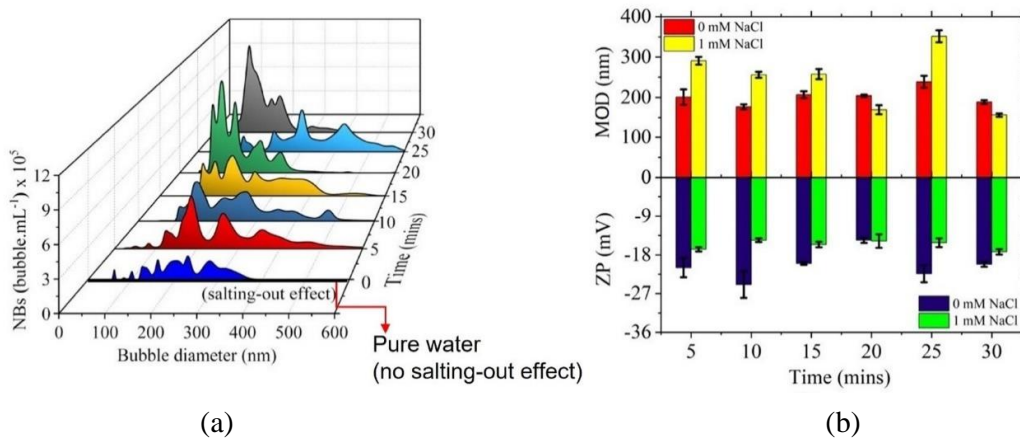 12
9
6
3
0
NBs (bubble.mL⁻¹) x 10⁵
0 100 200 300 400 500 600
Bubble diameter (nm)
30
25
20
15
10
5
0
Time (mins)
(salting-out effect)
Pure water
(no salting-out effect)
(a)
400
300
200
100
0
MOD (nm)
0 mM NaCl
1 mM NaCl
-9
-18
-27
-36
ZP (mV)
0 mM NaCl
1 mM NaCl
5 10 15 20 25 30
Time (mins)
(b)